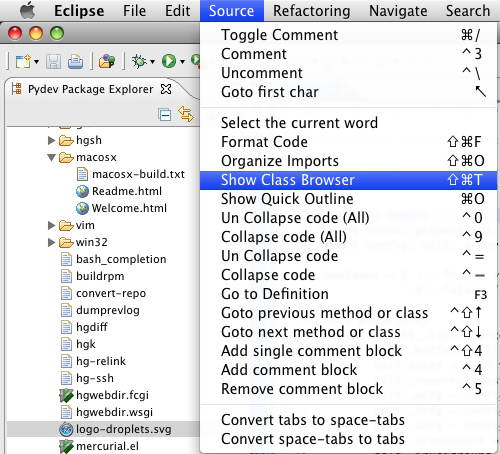 Eclipse File Edit Source Refactoring Navigate Search
Pydev Package Explorer
hgsh
macosx
macosx-build.txt
Readme.html
Welcome.html
vim
win32
bash_completion
buildrpm
convert-repo
dumprevlog
hgdiff
hgk
hg-relink
hg-ssh
hgwebdir.fcgi
hgwebdir.wsgi
logo-droplets.svg
mercurial.el
Toggle Comment ⌘/
Comment ^3
Uncomment ^\
Goto first char ↖
Select the current word
Format Code ⇧⌘F
Organize Imports ⇧⌘O
Show Class Browser ⇧⌘T
Show Quick Outline ⌘O
Un Collapse code (All) ^0
Collapse code (All) ^9
Un Collapse code ^=
Collapse code ^−
Go to Definition F3
Goto previous method or class ^⇧↑
Goto next method or class ^⇧↓
Add single comment block ^⇧4
Add comment block ^4
Remove comment block ^5
Convert tabs to space-tabs
Convert space-tabs to tabs